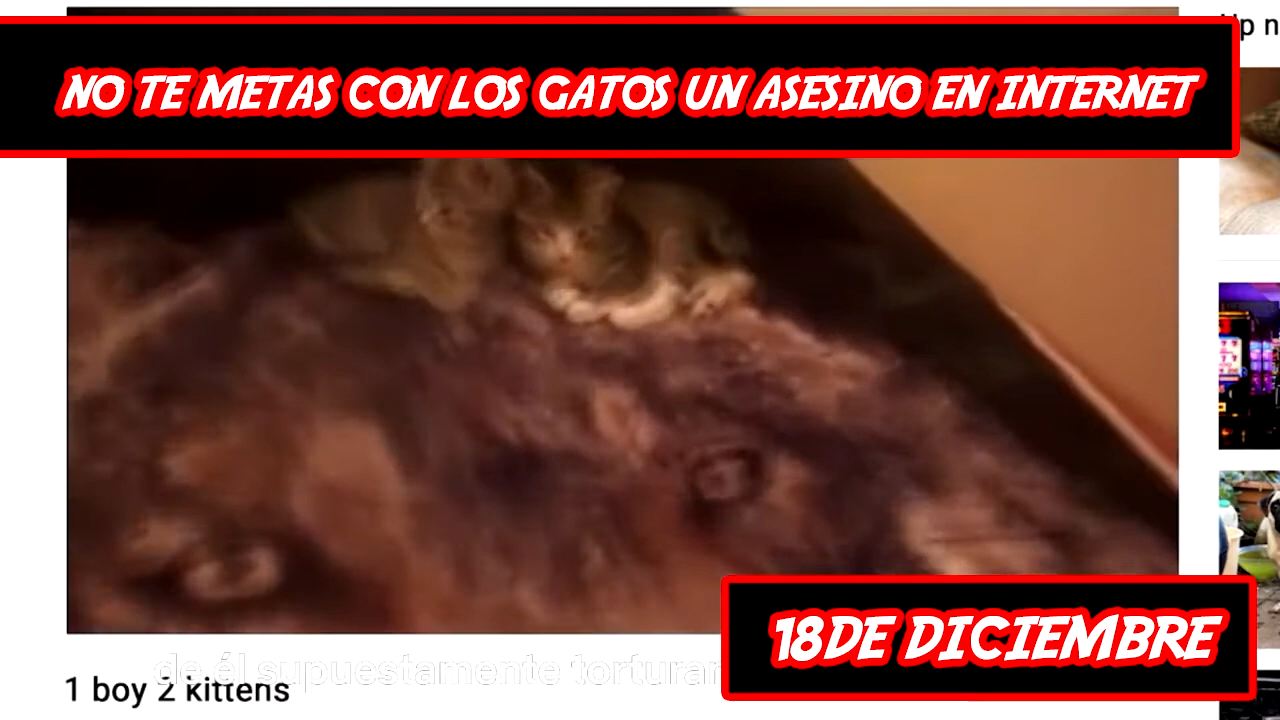 NO TE METAS CON LOS GATOS UN ASESINO EN INTERNET
18DE DICIEMBRE
de él supuestamente torturan
1 boy 2 kittens